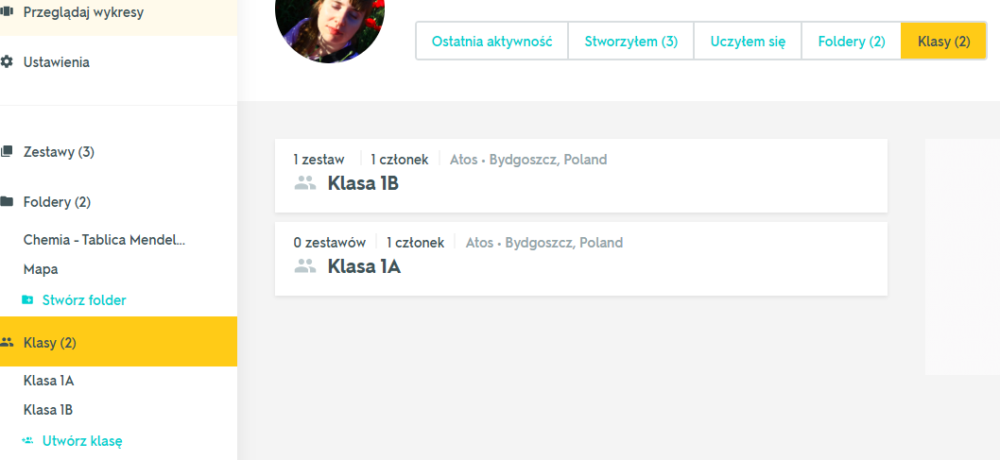 Przeglądaj wykresy
Ustawienia
Zestawy (3)
Foldery (2)
Chemia - Tablica Mendel...
Mapa
Stwórz folder
Klasy (2)
Klasa 1A
Klasa 1B
Utwórz klasę
Ostatnia aktywność Stworzyłem (3) Uczyłem się Foldery (2) Klasy (2)
1 zestaw 1 członek Atos • Bydgoszcz, Poland
Klasa 1B
0 zestawów 1 członek Atos • Bydgoszcz, Poland
Klasa 1A